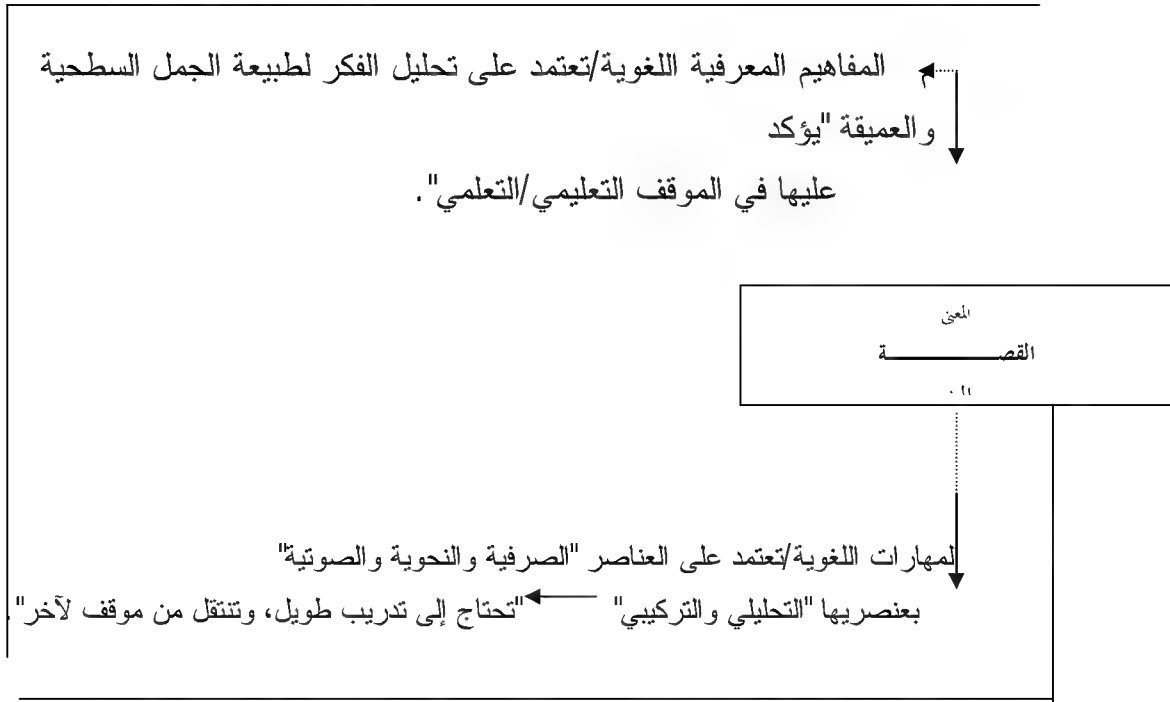 المفاهيم المعرفية اللغوية/تعتمد على تحليل الفكر لطبيعة الجمل السطحية
والعميقة "يؤكد
عليها في الموقف التعليمي/التعلمي".
المعنى
القصة
لمهارات اللغوية/تعتمد على العناصر "الصرفية والنحوية والصوتية"
بعنصريها "التحليلي والتركيبي" "تحتاج إلى تدريب طويل، وتنتقل من موقف لآخر".